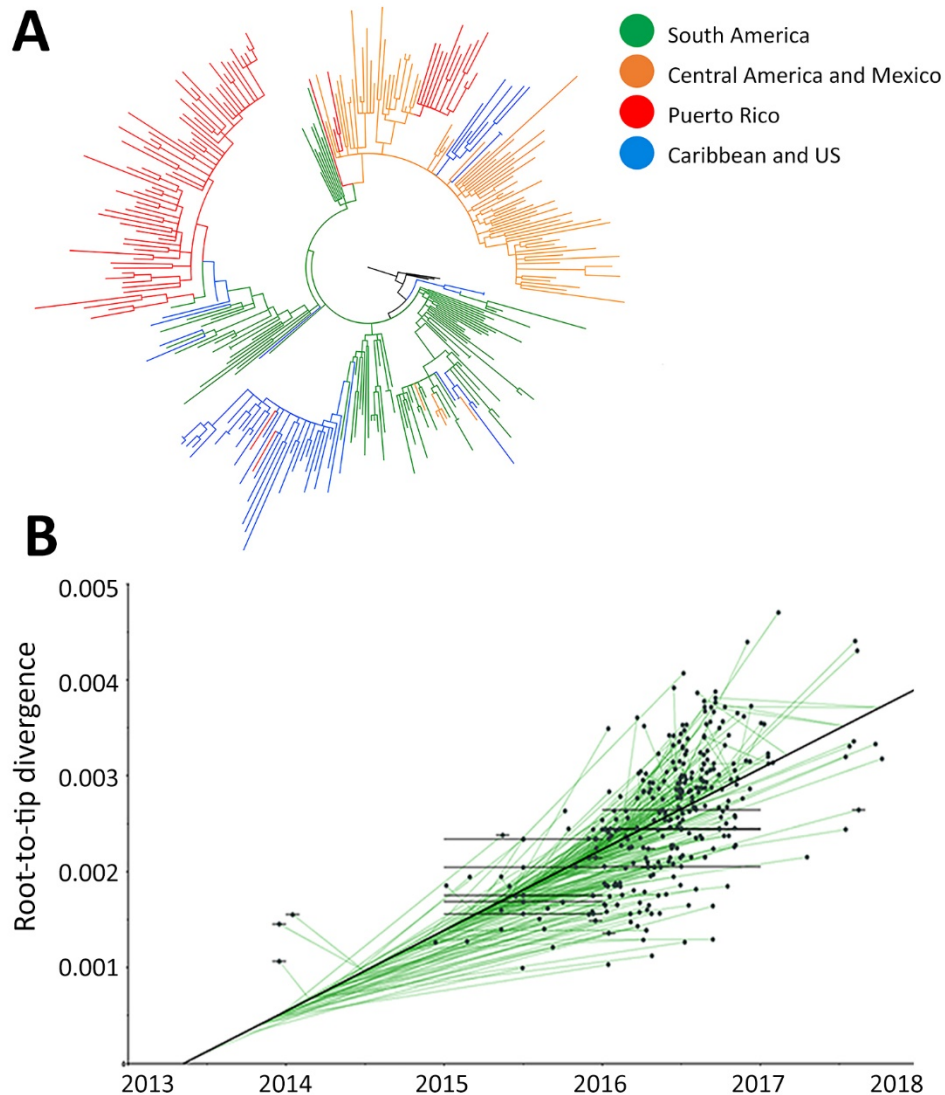 A
South America
Central America and Mexico
Puerto Rico
Caribbean and US
B
Root-to-tip divergence
0.005
0.004
0.003
0.002
0.001
2013 2014 2015 2016 2017 2018